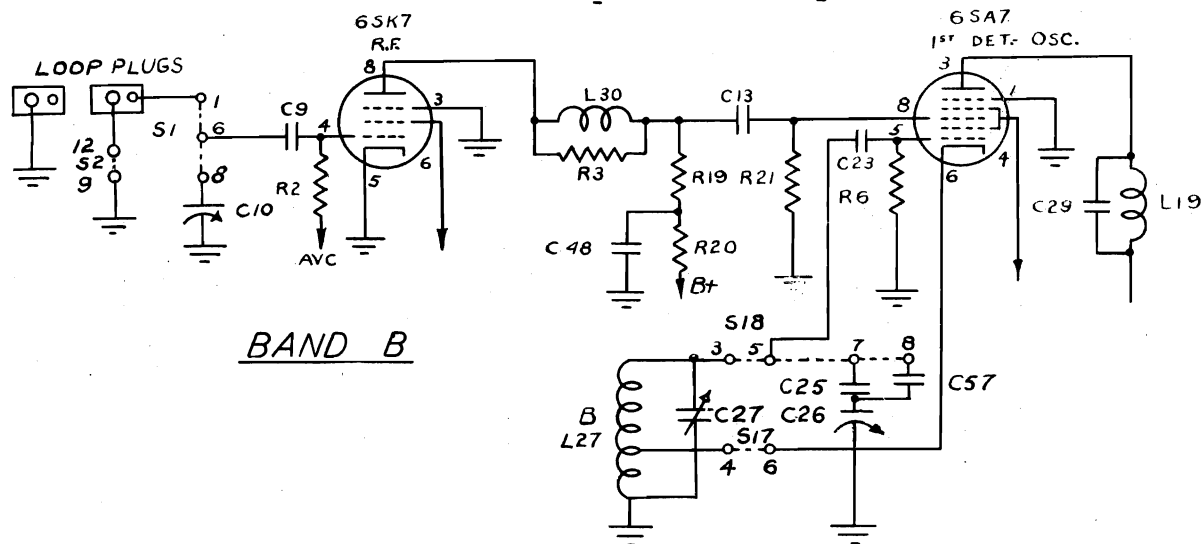 6SK7
R.F.
8
6SA7
1ST DET.- OSC.
3
LOOP PLUGS
1
S1
6
C9
4
3
6
5
L30
C13
8
5
1
4
6
12
S2
9
8
C10
R2
AVC
R3
R19
R21
C23
R6
C29
L19
C48
R20
B+
BAND B
S18
3
5
7
8
C25
C57
B
L27
C27
C26
S17
4
6